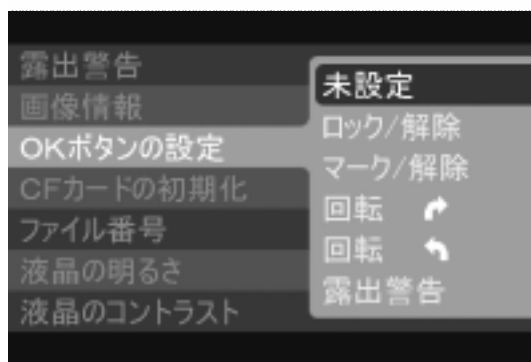 露出警告
画像情報
OKボタンの設定
CFカードの初期化
ファイル番号
液晶の明るさ
液晶のコントラスト
未設定
ロック/解除
マーク/解除
回転
回転
露出警告